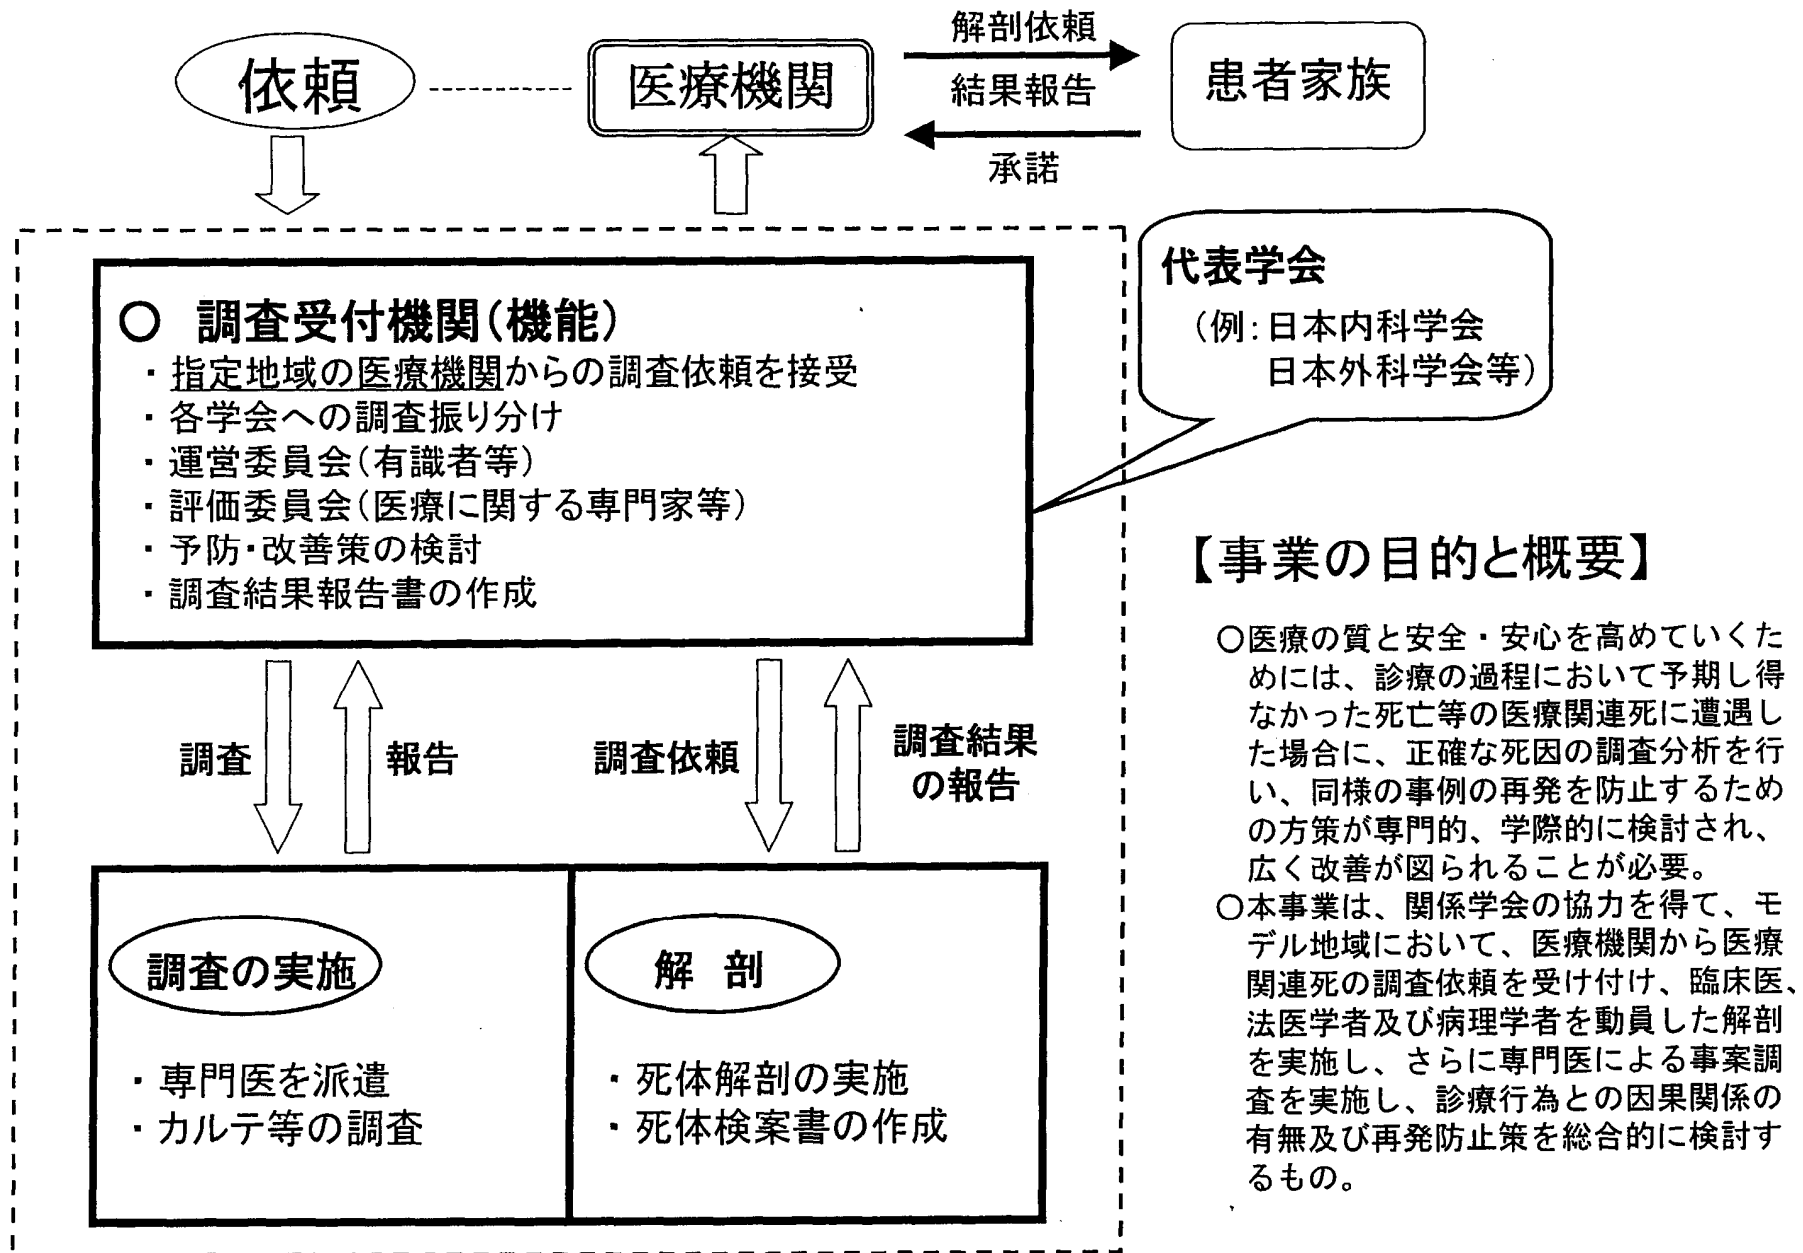 依頼
医療機関
解剖依頼
結果報告
承諾
患者家族
代表学会
（例：日本内科学会
日本外科学会等）
○ 調査受付機関（機能）
・指定地域の医療機関からの調査依頼を接受
・各学会への調査振り分け
・運営委員会（有識者等）
・評価委員会（医療に関する専門家等）
・予防・改善策の検討
・調査結果報告書の作成
調査
報告
調査依頼
調査結果
の報告
調査の実施
・専門医を派遣
・カルテ等の調査
解 剖
・死体解剖の実施
・死体検案書の作成
【事業の目的と概要】
○医療の質と安全・安心を高めていくた
めには、診療の過程において予期し得
なかった死亡等の医療関連死に遭遇し
た場合に、正確な死因の調査分析を行
い、同様の事例の再発を防止するため
の方策が専門的、学際的に検討され、
広く改善が図られることが必要。
○本事業は、関係学会の協力を得て、モ
デル地域において、医療機関から医療
関連死の調査依頼を受け付け、臨床医、
法医学者及び病理学者を動員した解剖
を実施し、さらに専門医による事案調
査を実施し、診療行為との因果関係の
有無及び再発防止策を総合的に検討す
るもの。